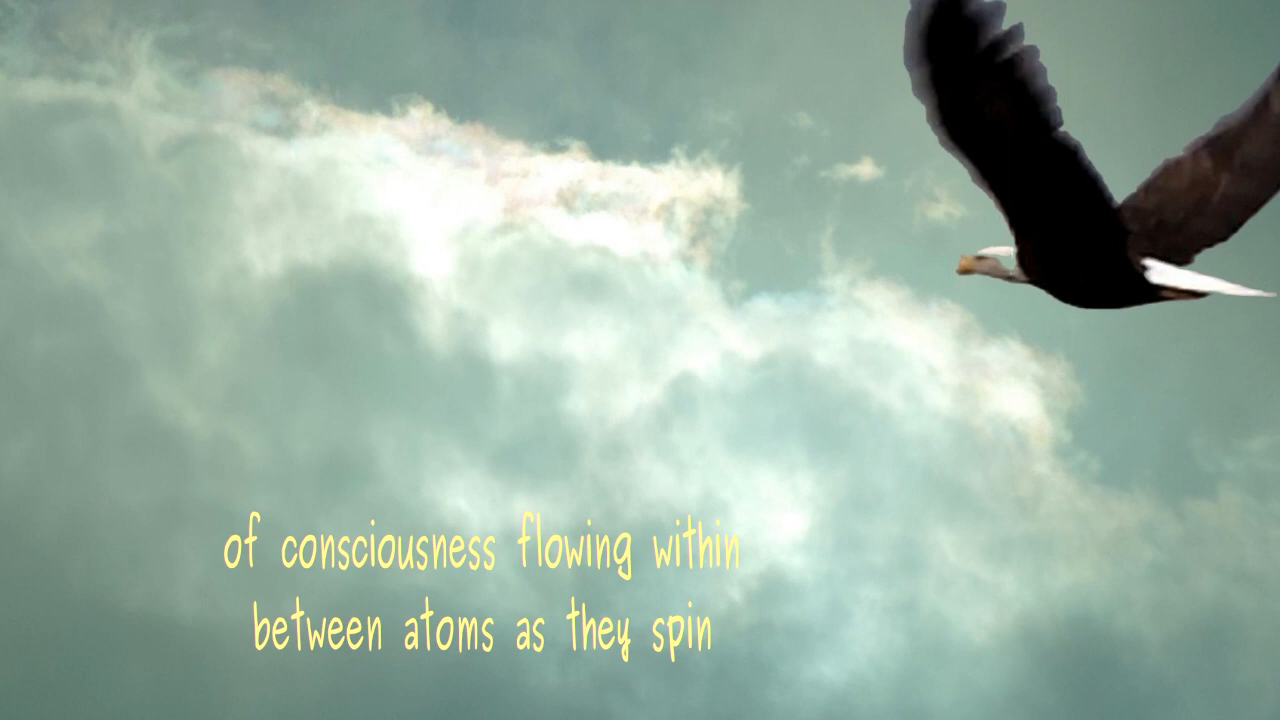 of consciousness flowing within
between atoms as they spin